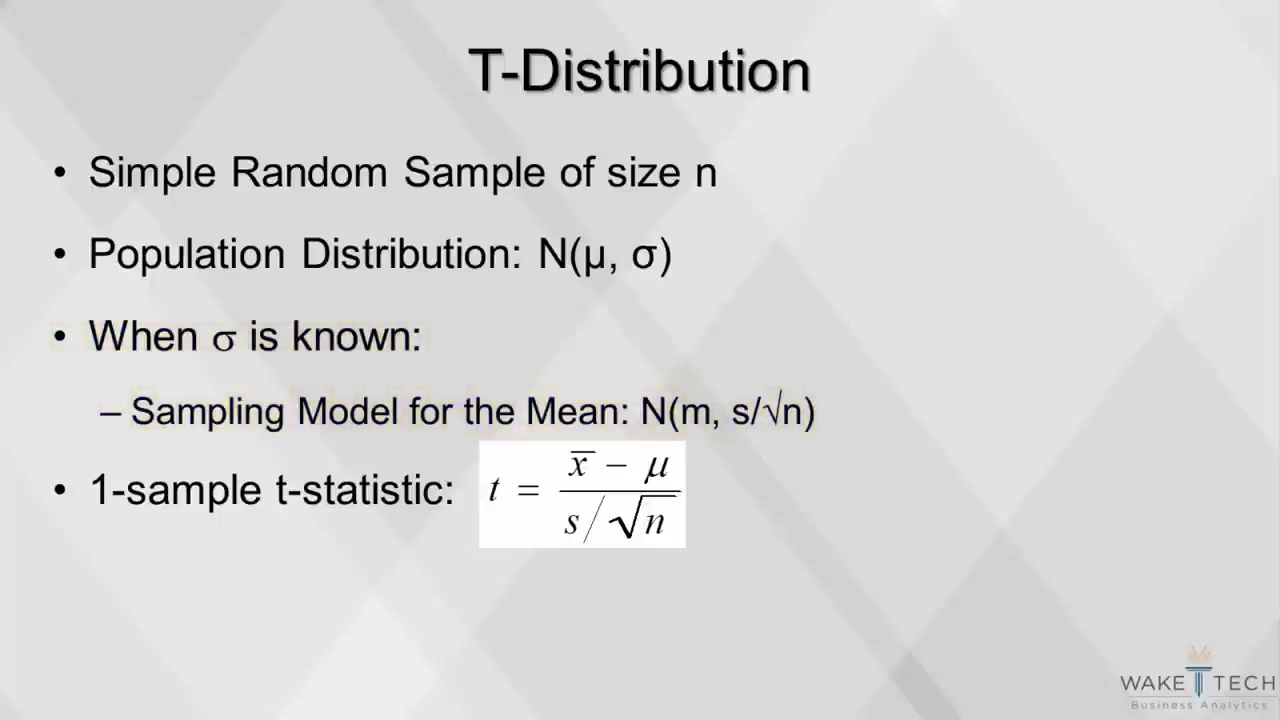 T-Distribution
• Simple Random Sample of size n
• Population Distribution: N(μ, σ)
• When σ is known:
– Sampling Model for the Mean: N(m, s/√n)
• 1-sample t-statistic: t = (x̄ − μ) / (s/√n)
WAKE TECH
Business Analytics